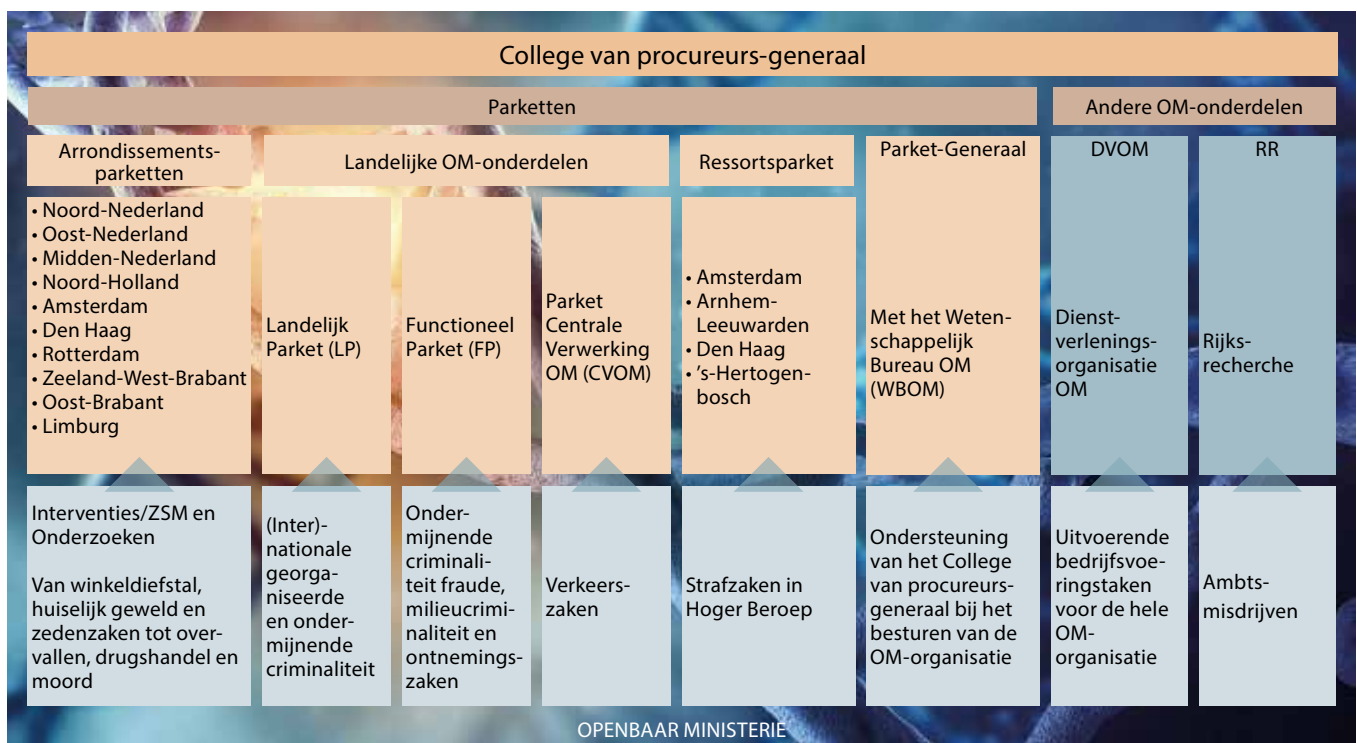 College van procureurs-generaal
Parketten
Andere OM-onderdelen
Arrondissements-
parketten
Landelijke OM-onderdelen
Ressortsparket
Parket-Generaal
DVOM
RR
• Noord-Nederland
• Oost-Nederland
• Midden-Nederland
• Noord-Holland
• Amsterdam
• Den Haag
• Rotterdam
• Zeeland-West-Brabant
• Oost-Brabant
• Limburg
Landelijk
Parket (LP)
Functioneel
Parket (FP)
Parket
Centrale
Verwerking
OM (CVOM)
• Amsterdam
• Arnhem-
Leeuwarden
• Den Haag
• 's-Hertogen-
bosch
Met het Weten-
schappelijk
Bureau OM
(WBOM)
Dienst-
verlenings-
organisatie
OM
Rijks-
recherche
Interventies/ZSM en
Onderzoeken
Van winkeldiefstal,
huiselijk geweld en
zedenzaken tot over-
vallen, drugshandel en
moord
(Inter)-
nationale
georga-
niseerde
en onder-
mijnende
criminaliteit
Onder-
mijnende
criminali-
teit fraude,
milieucrimi-
naliteit en
ontnemings-
zaken
Verkeers-
zaken
Strafzaken in
Hoger Beroep
Ondersteuning
van het College
van procureurs-
generaal bij het
besturen van de
OM-organisatie
Uitvoerende
bedrijfsvoe-
ringstaken
voor de hele
OM-
organisatie
Ambts-
misdrijven
OPENBAAR MINISTERIE